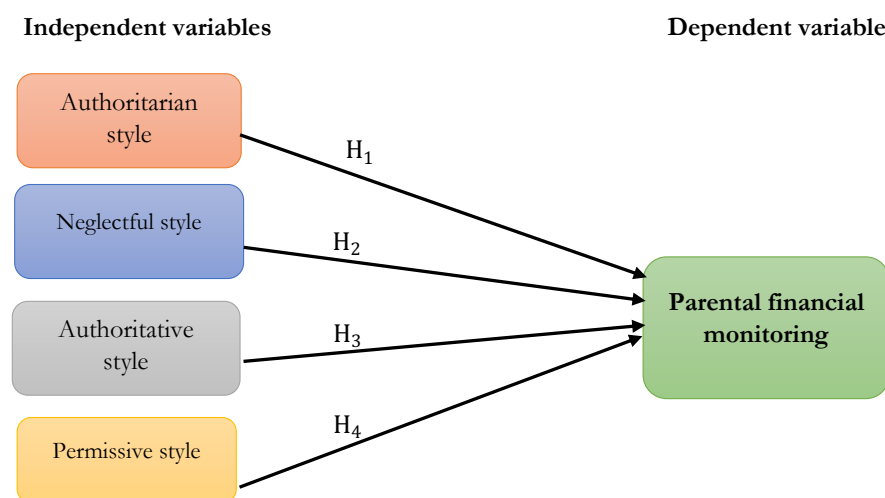 Independent variables
Dependent variable
Authoritarian
style
H₁
Neglectful style
H₂
Parental financial
monitoring
Authoritative
style
H₃
Permissive style
H₄